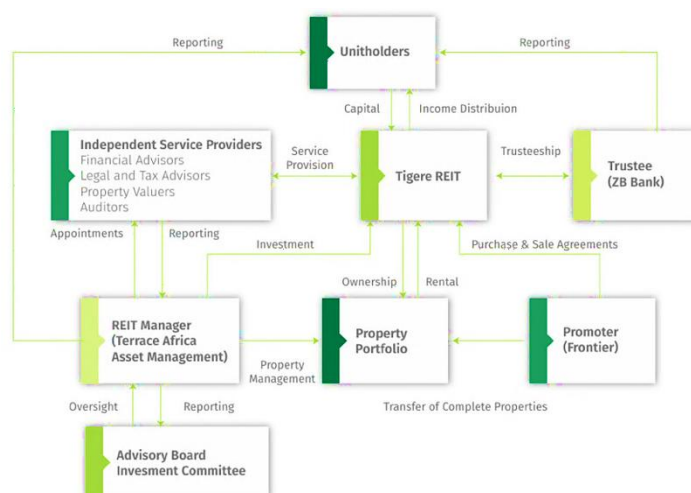 Reporting
Unitholders
Reporting
Capital
Income Distribuion
Independent Service Providers
Financial Advisors
Legal and Tax Advisors
Property Valuers
Auditors
Service
Provision
Tigere REIT
Trusteeship
Trustee
(ZB Bank)
Appointments
Reporting
Investment
Purchase & Sale Agreements
Ownership
Rental
REIT Manager
(Terrace Africa
Asset Management)
Property
Management
Property
Portfolio
Promoter
(Frontier)
Oversight
Reporting
Transfer of Complete Properties
Advisory Board
Invesment Committee